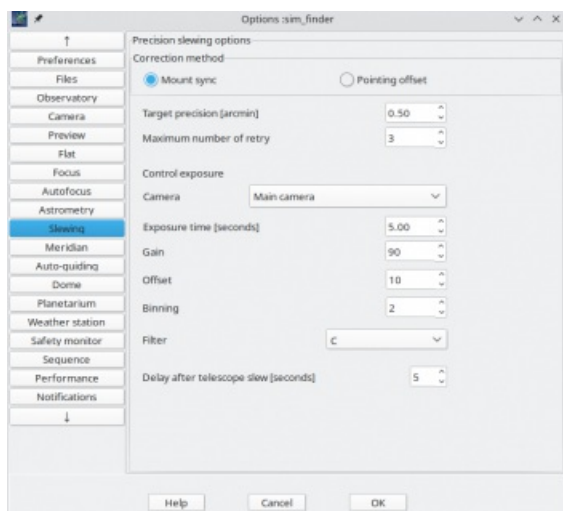 Options :sim_finder
↑
Preferences
Files
Observatory
Camera
Preview
Flat
Focus
Autofocus
Astrometry
Slewing
Meridian
Auto-guiding
Dome
Planetarium
Weather station
Safety monitor
Sequence
Performance
Notifications
↓
Precision slewing options
Correction method
Mount sync Pointing offset
Target precision [arcmin] 0.50
Maximum number of retry 3
Control exposure
Camera Main camera
Exposure time [seconds] 5.00
Gain 90
Offset 10
Binning 2
Filter C
Delay after telescope slew [seconds] 5
Help Cancel OK